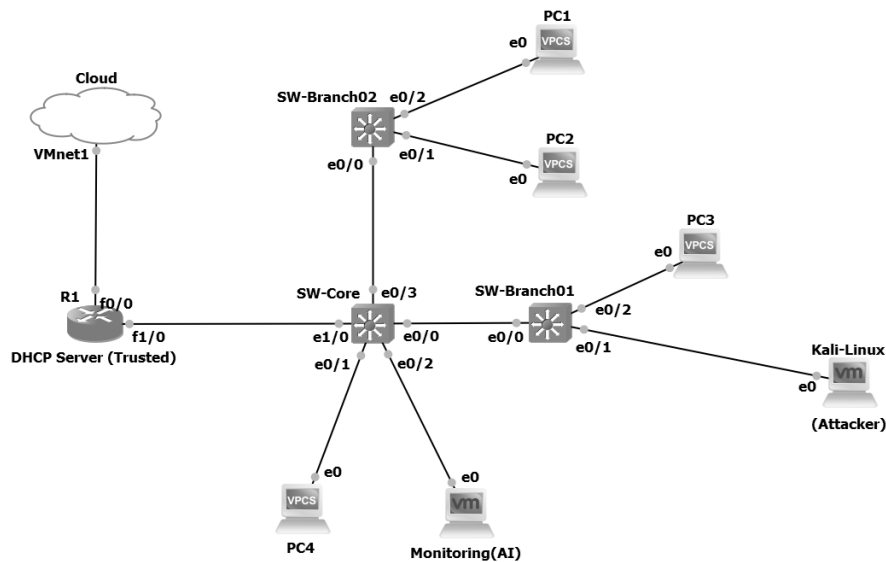 PC1
e0
VPCS
Cloud
SW-Branch02
e0/2
VMnet1
PC2
e0/1
VPCS
e0/0
e0
PC3
e0
VPCS
R1
f0/0
SW-Core
e0/3
SW-Branch01
e0/2
f1/0
e1/0
e0/0
e0/0
e0/1
DHCP Server (Trusted)
e0/1
e0/2
Kali-Linux
vm
e0
(Attacker)
e0
e0
VPCS
vm
PC4
Monitoring(AI)